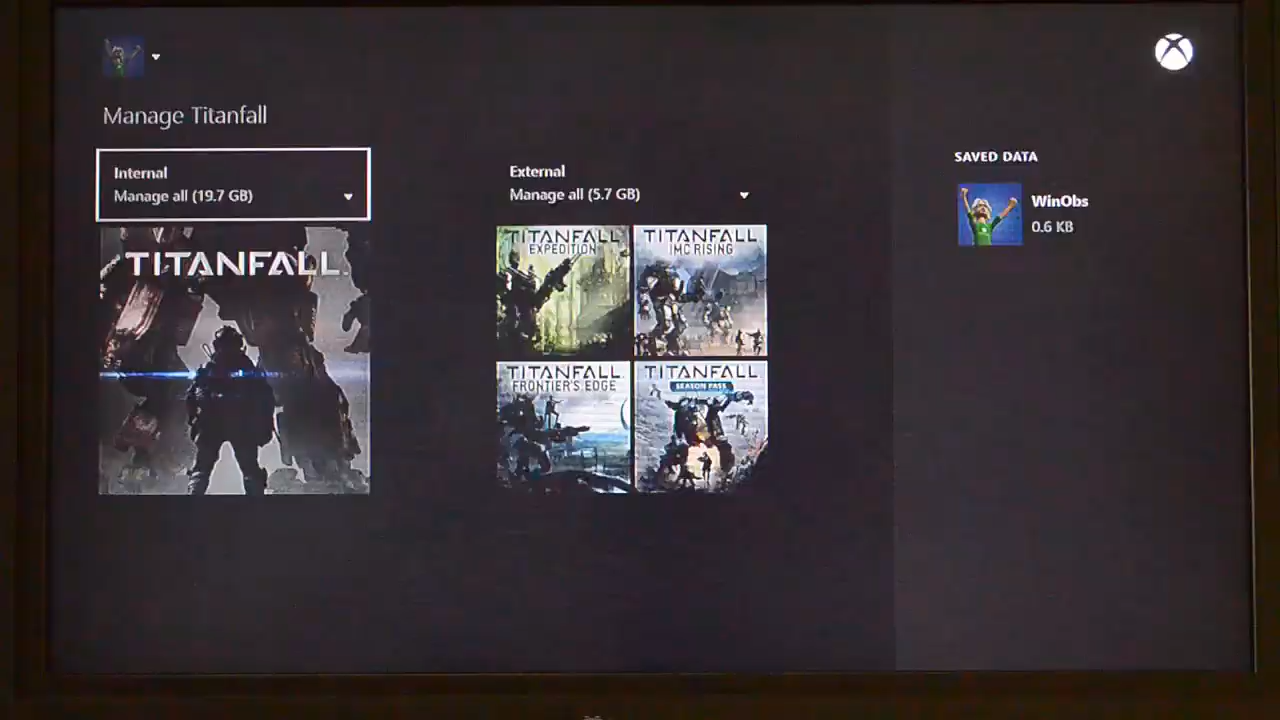 Manage Titanfall
Internal
Manage all (19.7 GB)
TITANFALL
External
Manage all (5.7 GB)
TITANFALL
EXPEDITION
TITANFALL
IMC RISING
TITANFALL
FRONTIER'S EDGE
TITANFALL
SEASON PASS
SAVED DATA
WinObs
0.6 KB